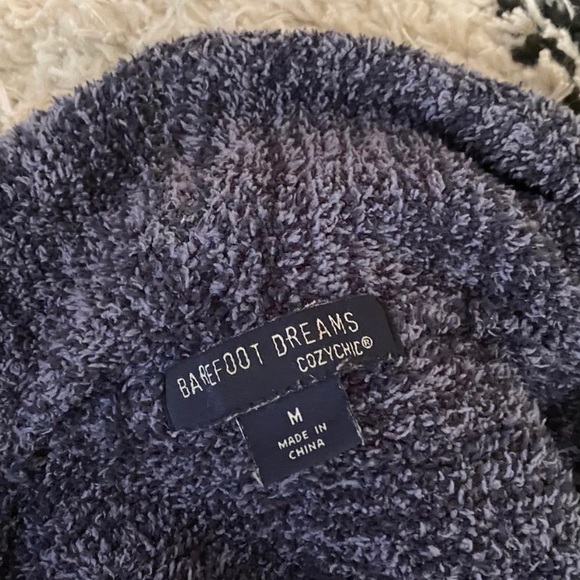 BAREFOOT DREAMS
COZYCHIC®
M
MADE IN
CHINA